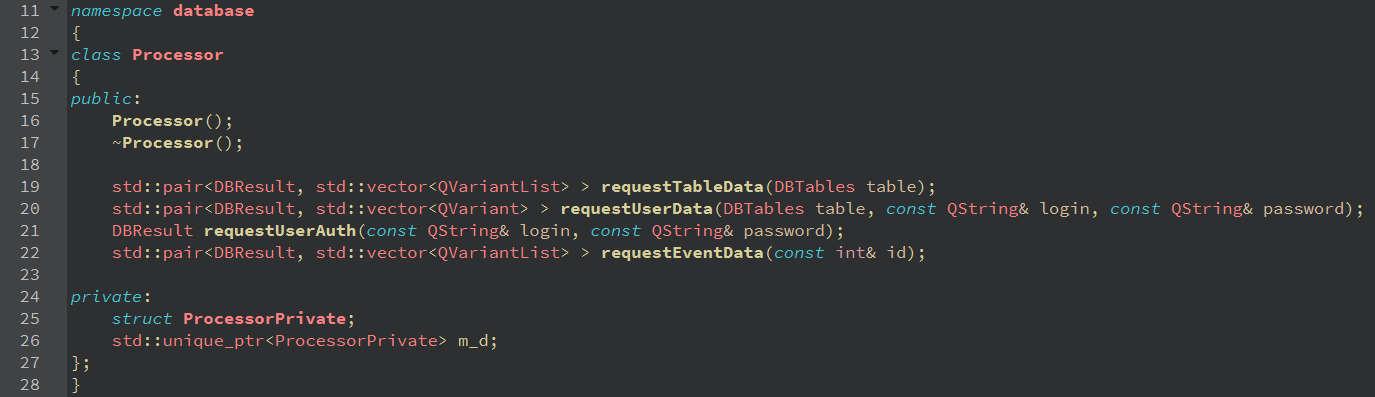 11 namespace database
12 {
13 class Processor
14 {
15 public:
16     Processor();
17     ~Processor();
18
19     std::pair<DBResult, std::vector<QVariantList> > requestTableData(DBTables table);
20     std::pair<DBResult, std::vector<QVariant> > requestUserData(DBTables table, const QString& login, const QString& password);
21     DBResult requestUserAuth(const QString& login, const QString& password);
22     std::pair<DBResult, std::vector<QVariantList> > requestEventData(const int& id);
23
24 private:
25     struct ProcessorPrivate;
26     std::unique_ptr<ProcessorPrivate> m_d;
27 };
28 }